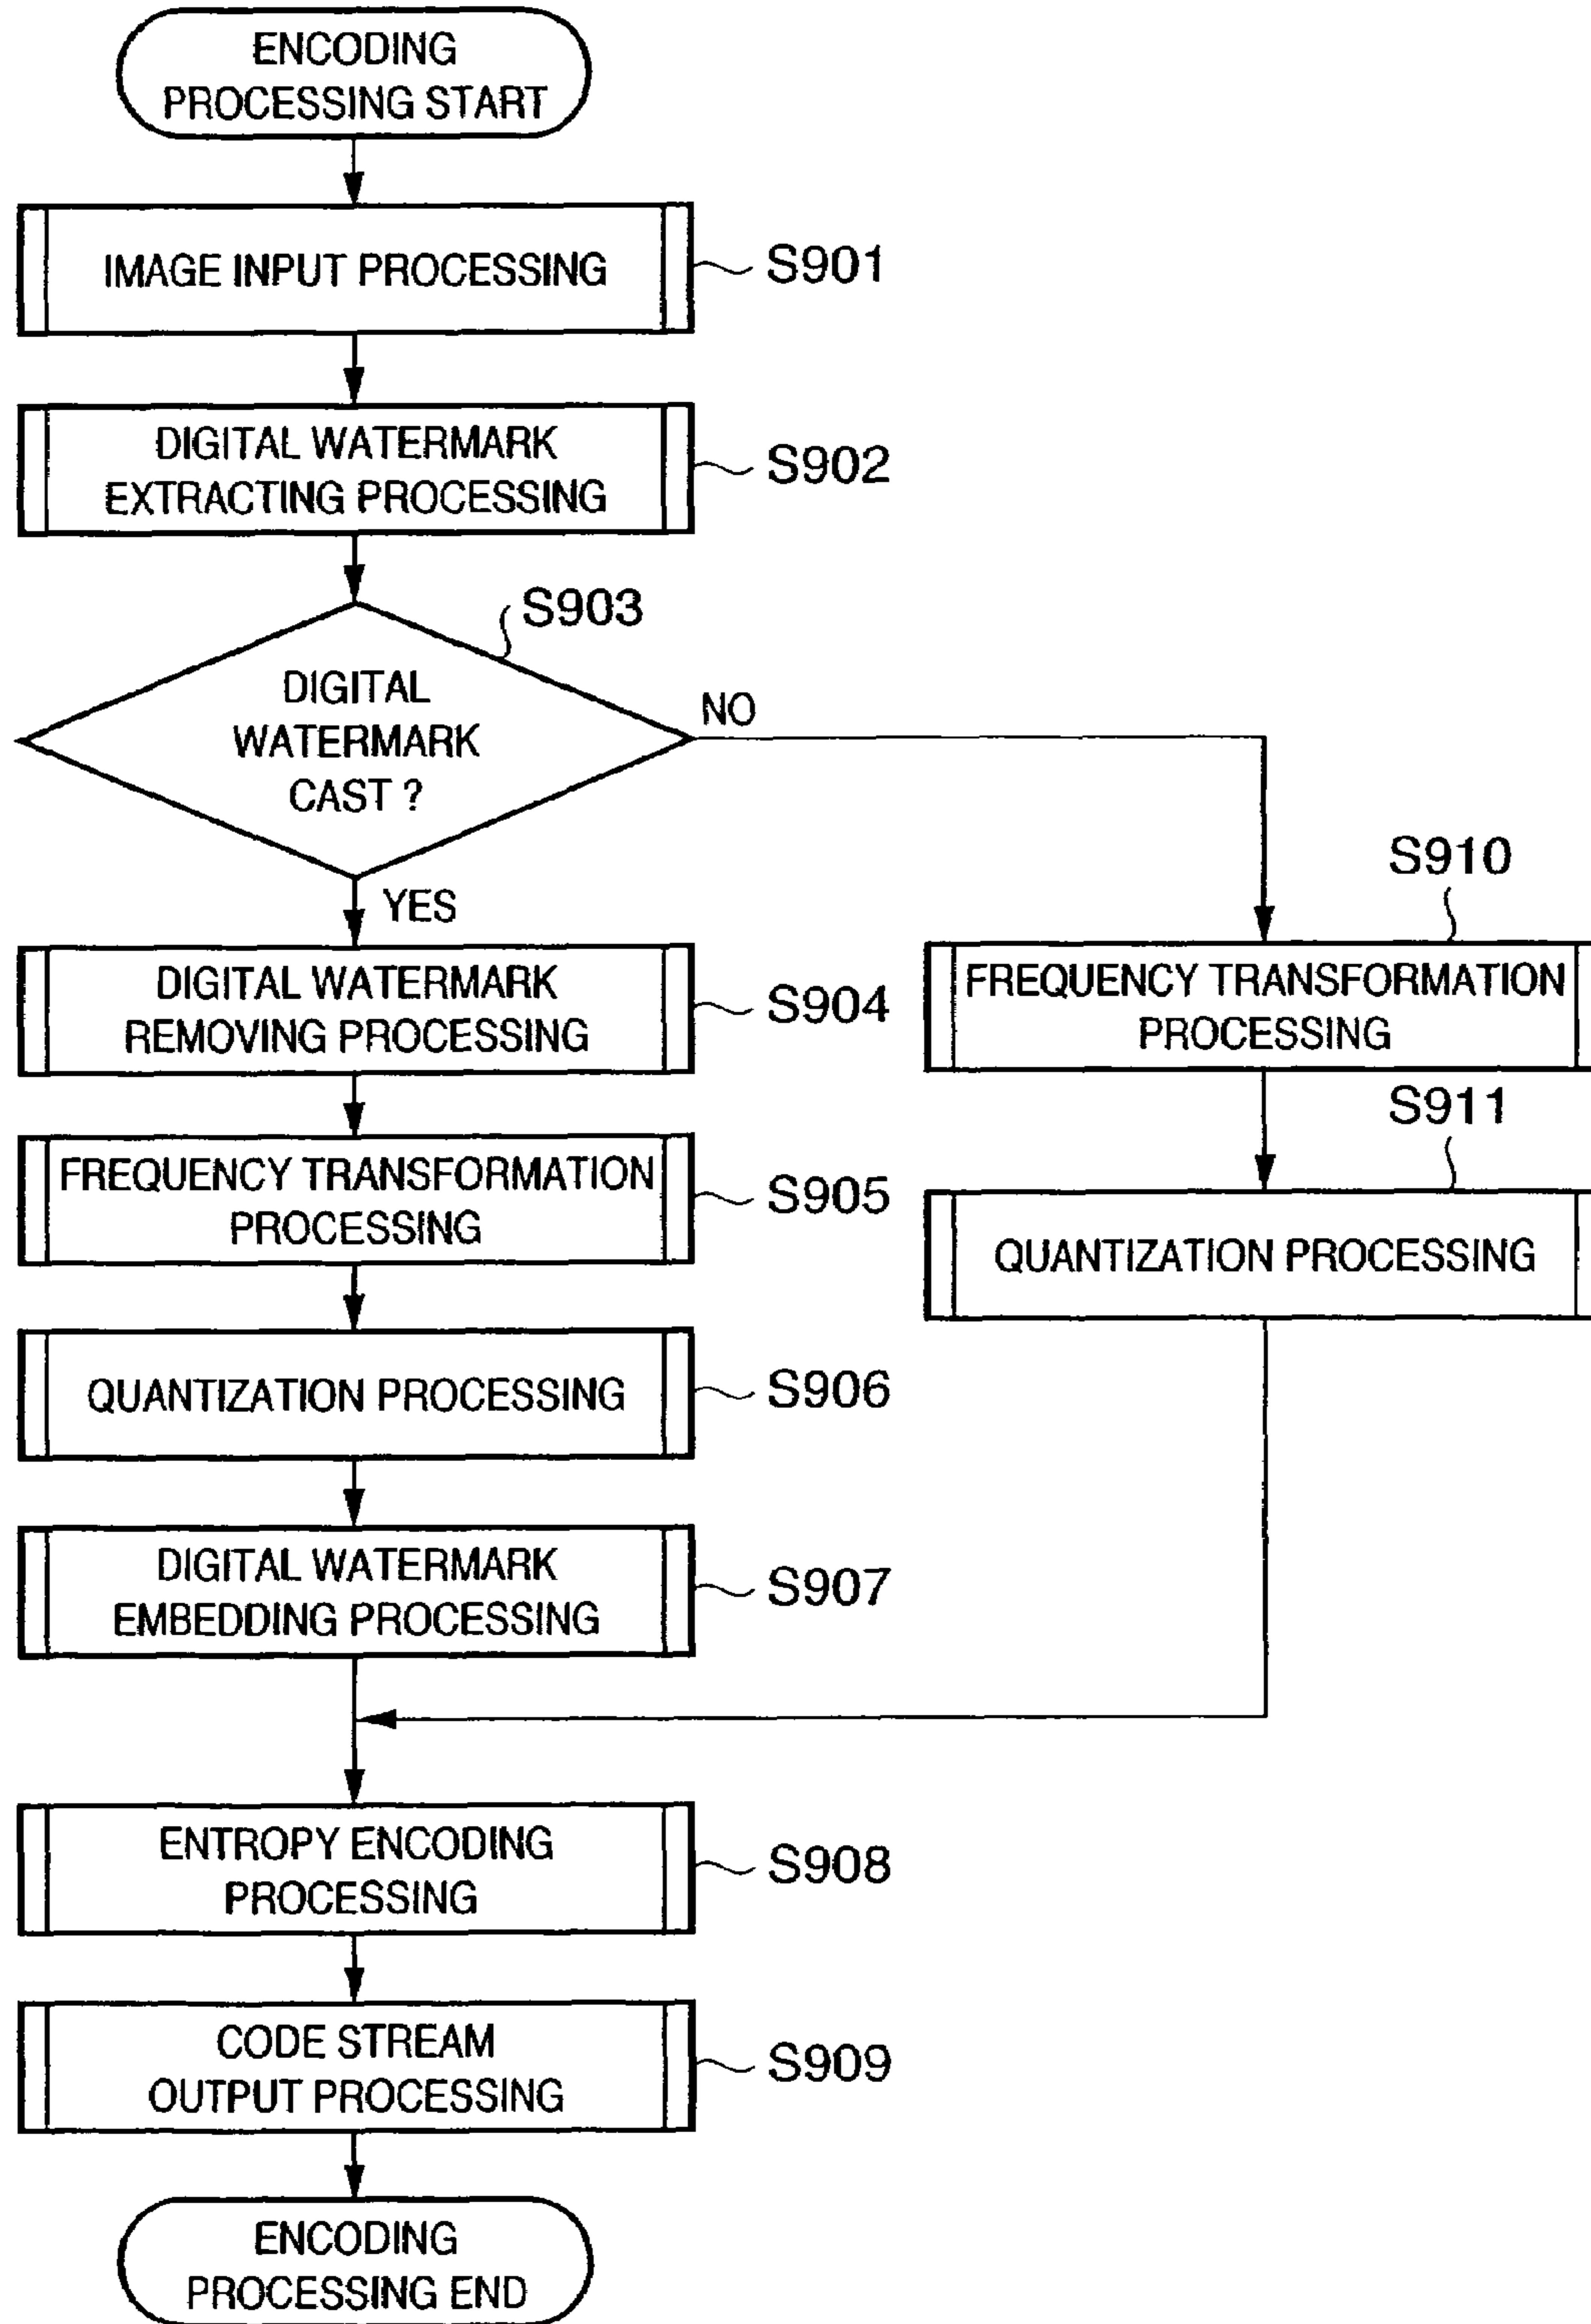 ENCODING
PROCESSING START
IMAGE INPUT PROCESSING
S901
DIGITAL WATERMARK
EXTRACTING PROCESSING
S902
S903
DIGITAL
WATERMARK
CAST ?
NO
YES
DIGITAL WATERMARK
REMOVING PROCESSING
S904
FREQUENCY TRANSFORMATION
PROCESSING
S905
QUANTIZATION PROCESSING
S906
DIGITAL WATERMARK
EMBEDDING PROCESSING
S907
S910
FREQUENCY TRANSFORMATION
PROCESSING
S911
QUANTIZATION PROCESSING
ENTROPY ENCODING
PROCESSING
S908
CODE STREAM
OUTPUT PROCESSING
S909
ENCODING
PROCESSING END